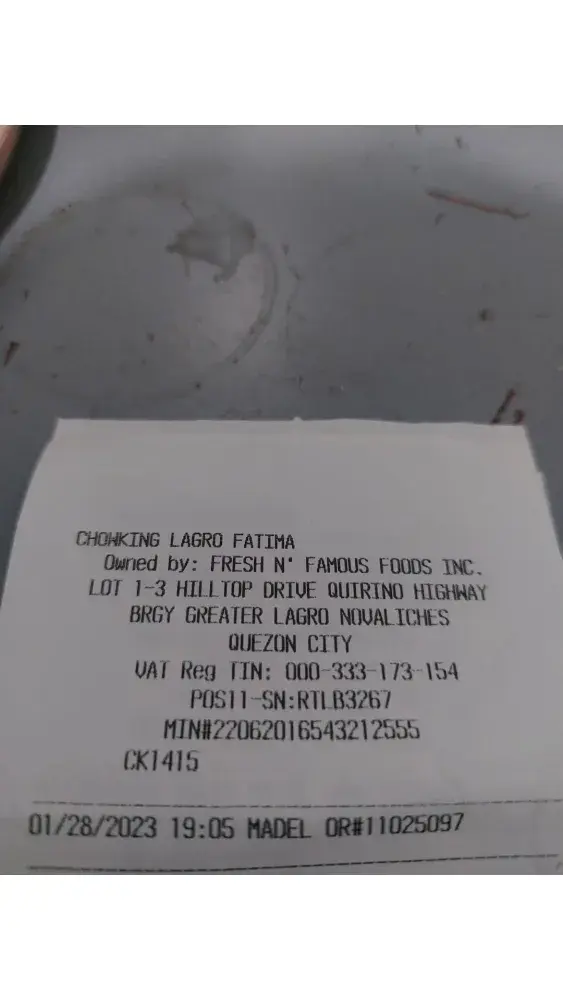 CHOWKING LAGRO FATIMA
Owned by: FRESH N' FAMOUS FOODS INC.
LOT 1-3 HILLTOP DRIVE QUIRINO HIGHWAY
BRGY GREATER LAGRO NOVALICHES
QUEZON CITY
VAT Reg TIN: 000-333-173-154
POS11-SN:RTLB3267
MIN#22062016543212555
CK1415
01/28/2023 19:05 MADEL OR#11025097